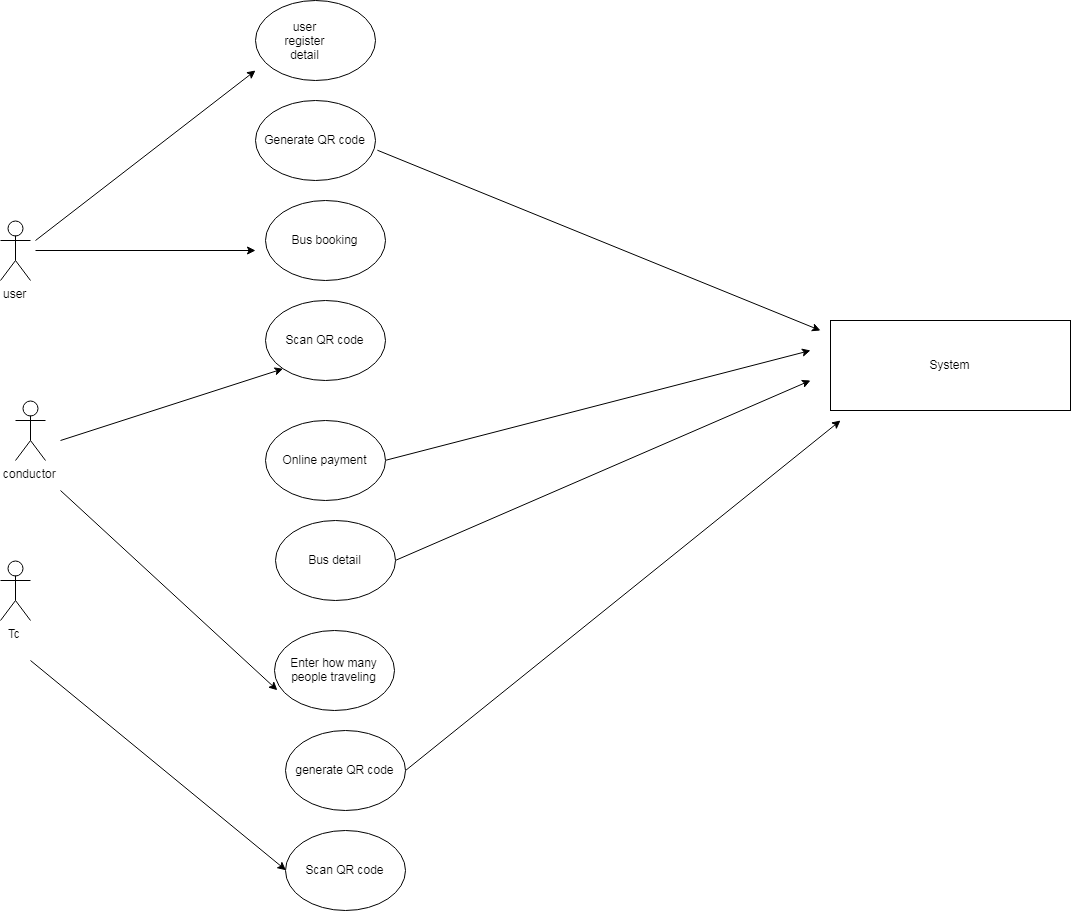 user
register
detail
Generate QR code
Bus booking
user
Scan QR code
System
Online payment
conductor
Bus detail
Tc
Enter how many
people traveling
generate QR code
Scan QR code